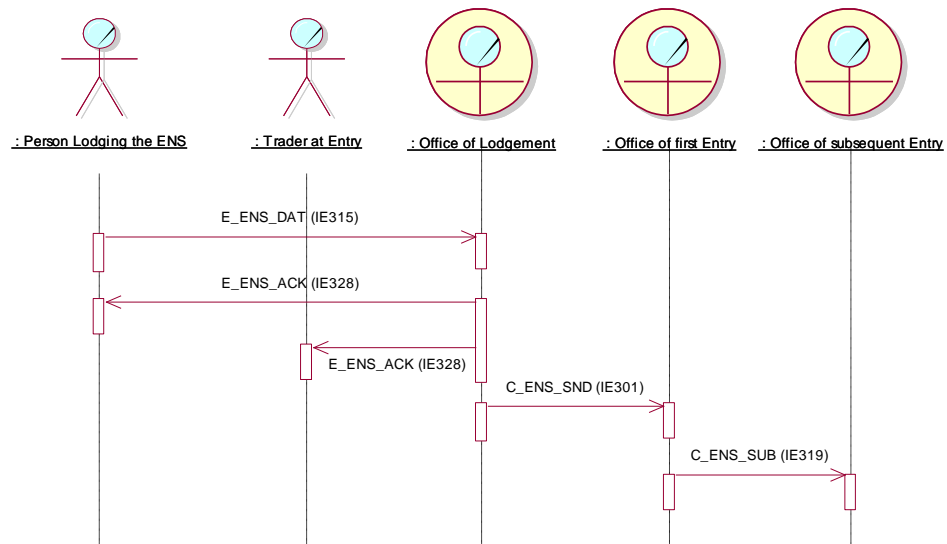 : Person Lodging the ENS
: Trader at Entry
: Office of Lodgement
: Office of first Entry
: Office of subsequent Entry
E_ENS_DAT (IE315)
E_ENS_ACK (IE328)
E_ENS_ACK (IE328)
C_ENS_SND (IE301)
C_ENS_SUB (IE319)